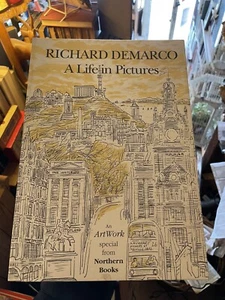 RICHARD DEMARCO
A Life in Pictures
An
ArtWork
special
from
Northern
Books